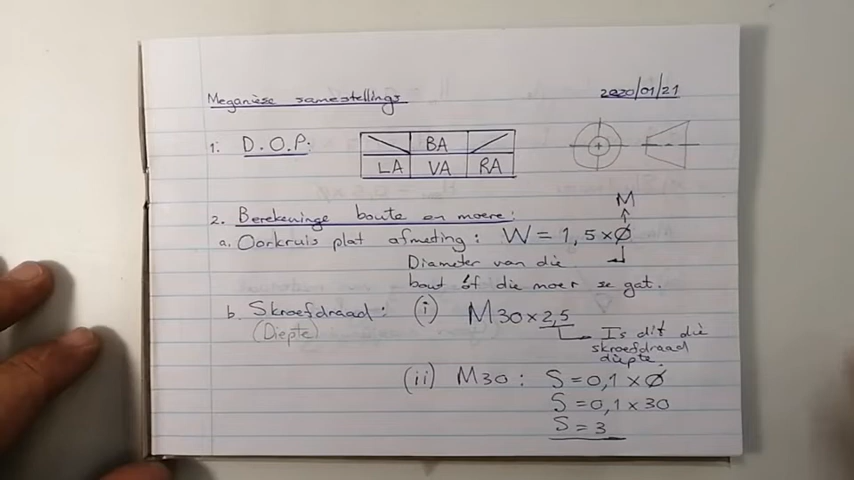 Meganiese samestellings 2020/01/21
1. D.O.P:
BA
LA VA RA
M
2. Berekeninge boute en moere:
a. Oorkruis plat afmeting: W = 1,5 × Ø
Diameter van die
bout óf die moer se gat.
b. Skroefdraad: (i) M30 × 2,5
(Diepte)
Is dit die
skroefdraad
diepte.
(ii) M30: S = 0,1 × Ø
S = 0,1 × 30
S = 3